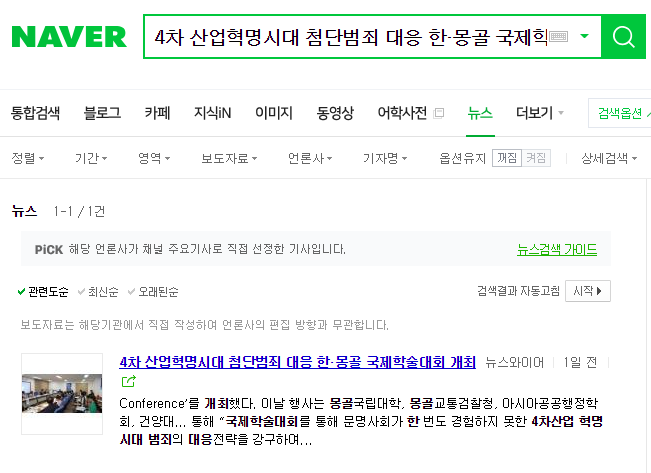 NAVER
4차 산업혁명시대 첨단범죄 대응 한·몽골 국제학
통합검색 블로그 카페 지식iN 이미지 동영상 어학사전 뉴스 더보기 검색옵션
정렬 기간 영역 보도자료 언론사 기자명 옵션유지 꺼짐 켜짐 상세검색
뉴스 1-1 / 1건
PiCK 해당 언론사가 채널 주요기사로 직접 선정한 기사입니다. 뉴스검색 가이드
관련도순 최신순 오래된순 검색결과 자동고침 시작
보도자료는 해당기관에서 직접 작성하여 언론사의 편집 방향과 무관합니다.
4차 산업혁명시대 첨단범죄 대응 한·몽골 국제학술대회 개최 뉴스와이어 1일 전
Conference'를 개최했다. 이날 행사는 몽골국립대학, 몽골교통검찰청, 아시아공공행정학
회, 건양대... 통해 “국제학술대회를 통해 문명사회가 한 번도 경험하지 못한 4차산업 혁명
시대 범죄의 대응전략을 강구하며...